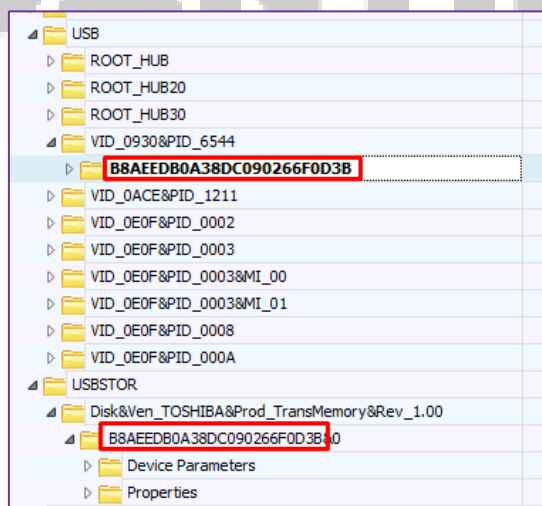 USB
ROOT_HUB
ROOT_HUB20
ROOT_HUB30
VID_0930&PID_6544
B8AEEDB0A38DC090266F0D3B
VID_0ACE&PID_1211
VID_0E0F&PID_0002
VID_0E0F&PID_0003
VID_0E0F&PID_0003&MI_00
VID_0E0F&PID_0003&MI_01
VID_0E0F&PID_0008
VID_0E0F&PID_000A
USBSTOR
Disk&Ven_TOSHIBA&Prod_TransMemory&Rev_1.00
B8AEEDB0A38DC090266F0D3B&0
Device Parameters
Properties